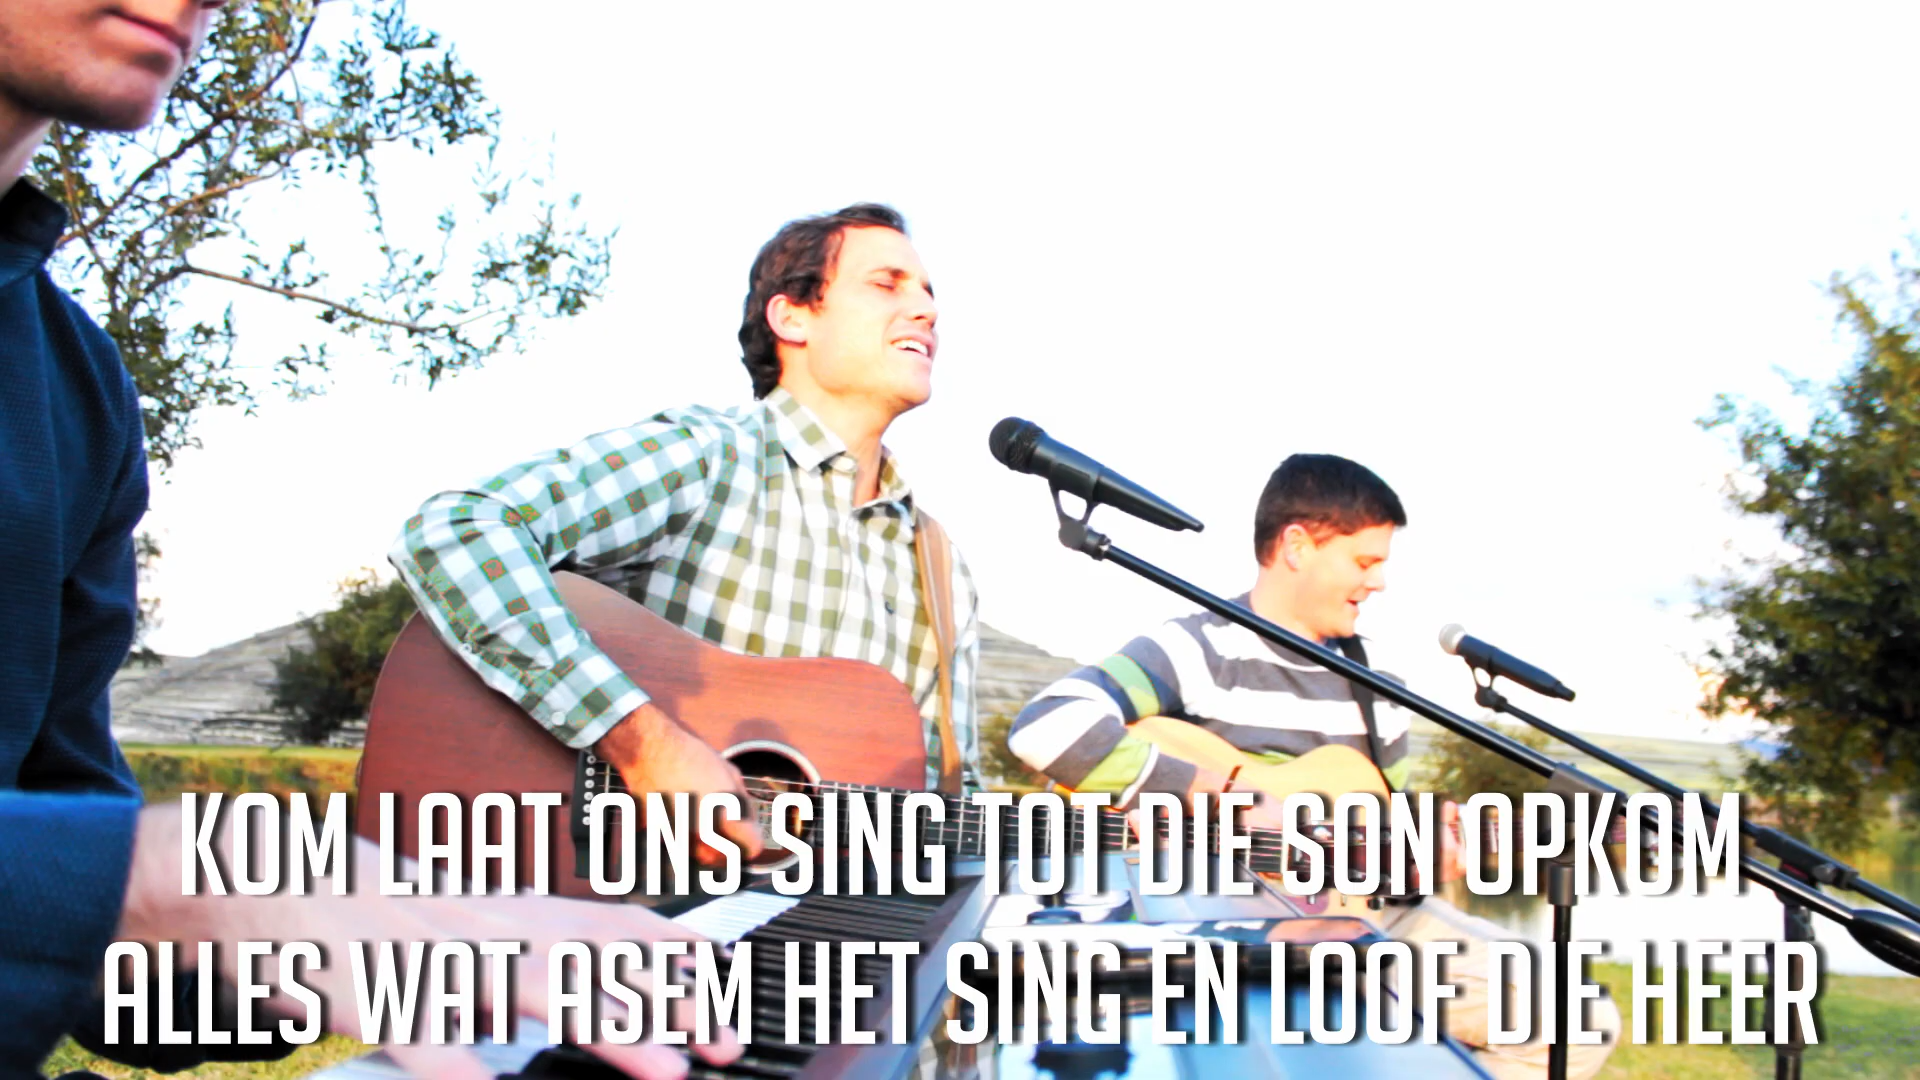 KOM LAAT ONS SING TOT DIE SON OPKOM
ALLES WAT ASEM HET SING EN LOOF DIE HEER